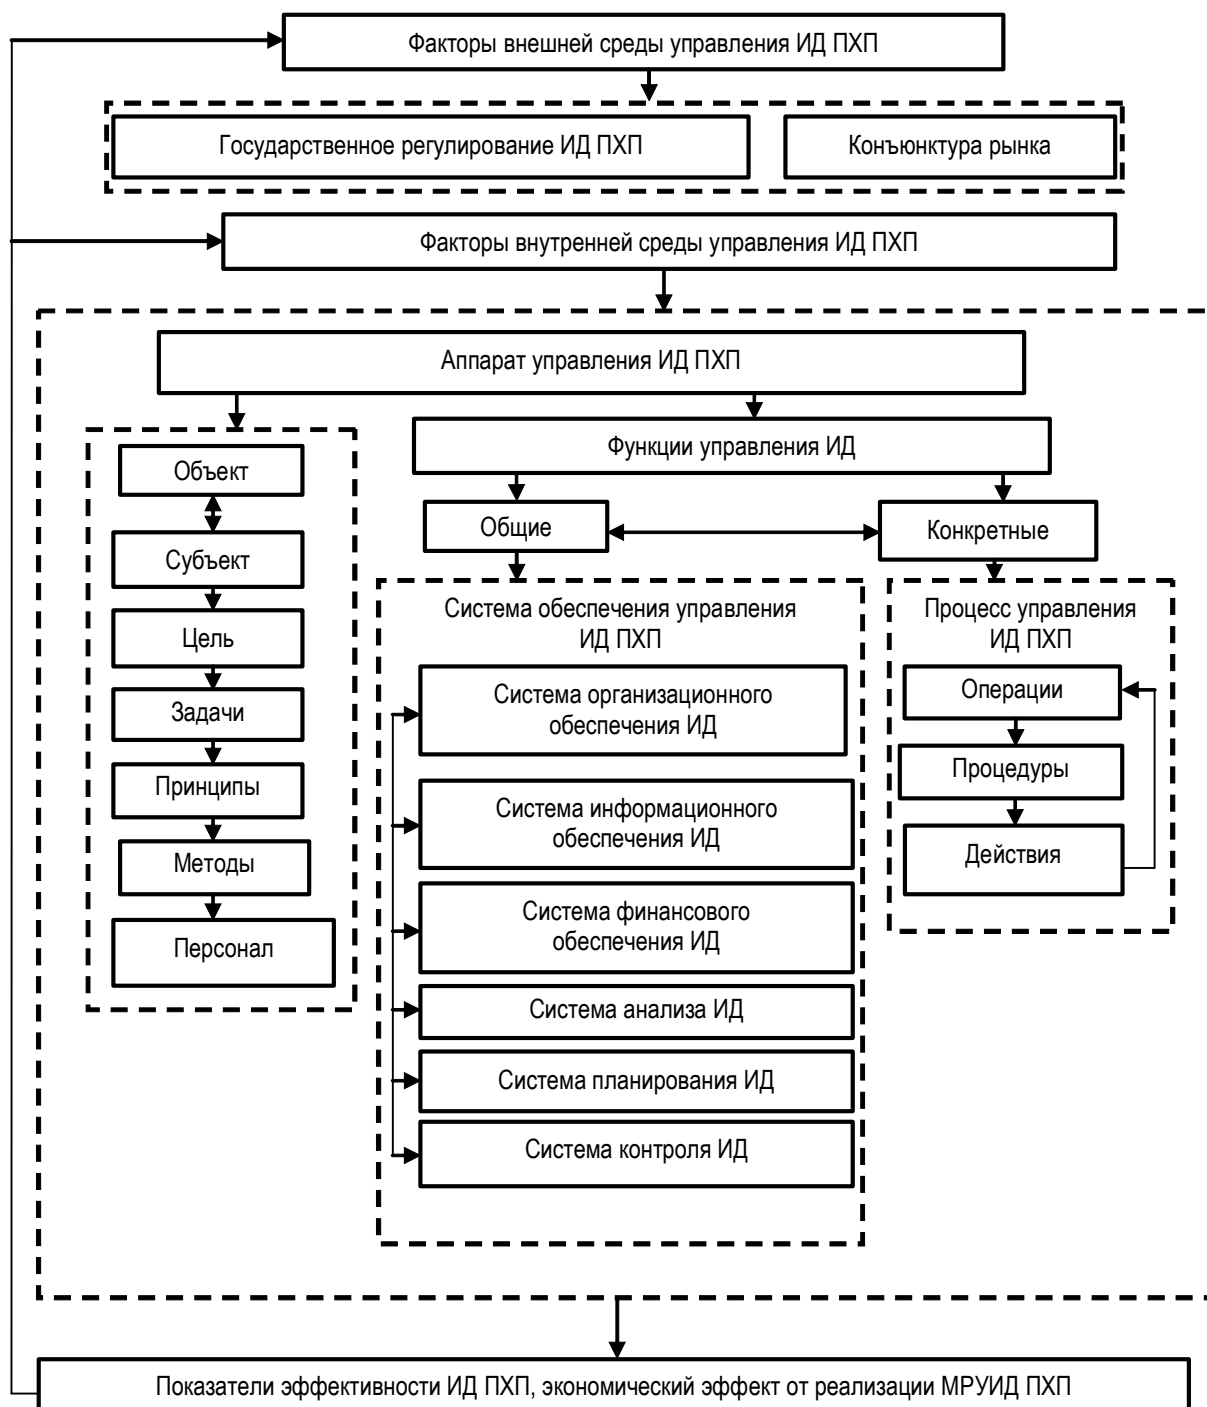 Факторы внешней среды управления ИД ПХП
Государственное регулирование ИД ПХП
Конъюнктура рынка
Факторы внутренней среды управления ИД ПХП
Аппарат управления ИД ПХП
Функции управления ИД
Объект
Субъект
Цель
Задачи
Принципы
Методы
Персонал
Общие
Конкретные
Система обеспечения управления
ИД ПХП
Система организационного
обеспечения ИД
Система информационного
обеспечения ИД
Система финансового
обеспечения ИД
Система анализа ИД
Система планирования ИД
Система контроля ИД
Процесс управления
ИД ПХП
Операции
Процедуры
Действия
Показатели эффективности ИД ПХП, экономический эффект от реализации МРУИД ПХП